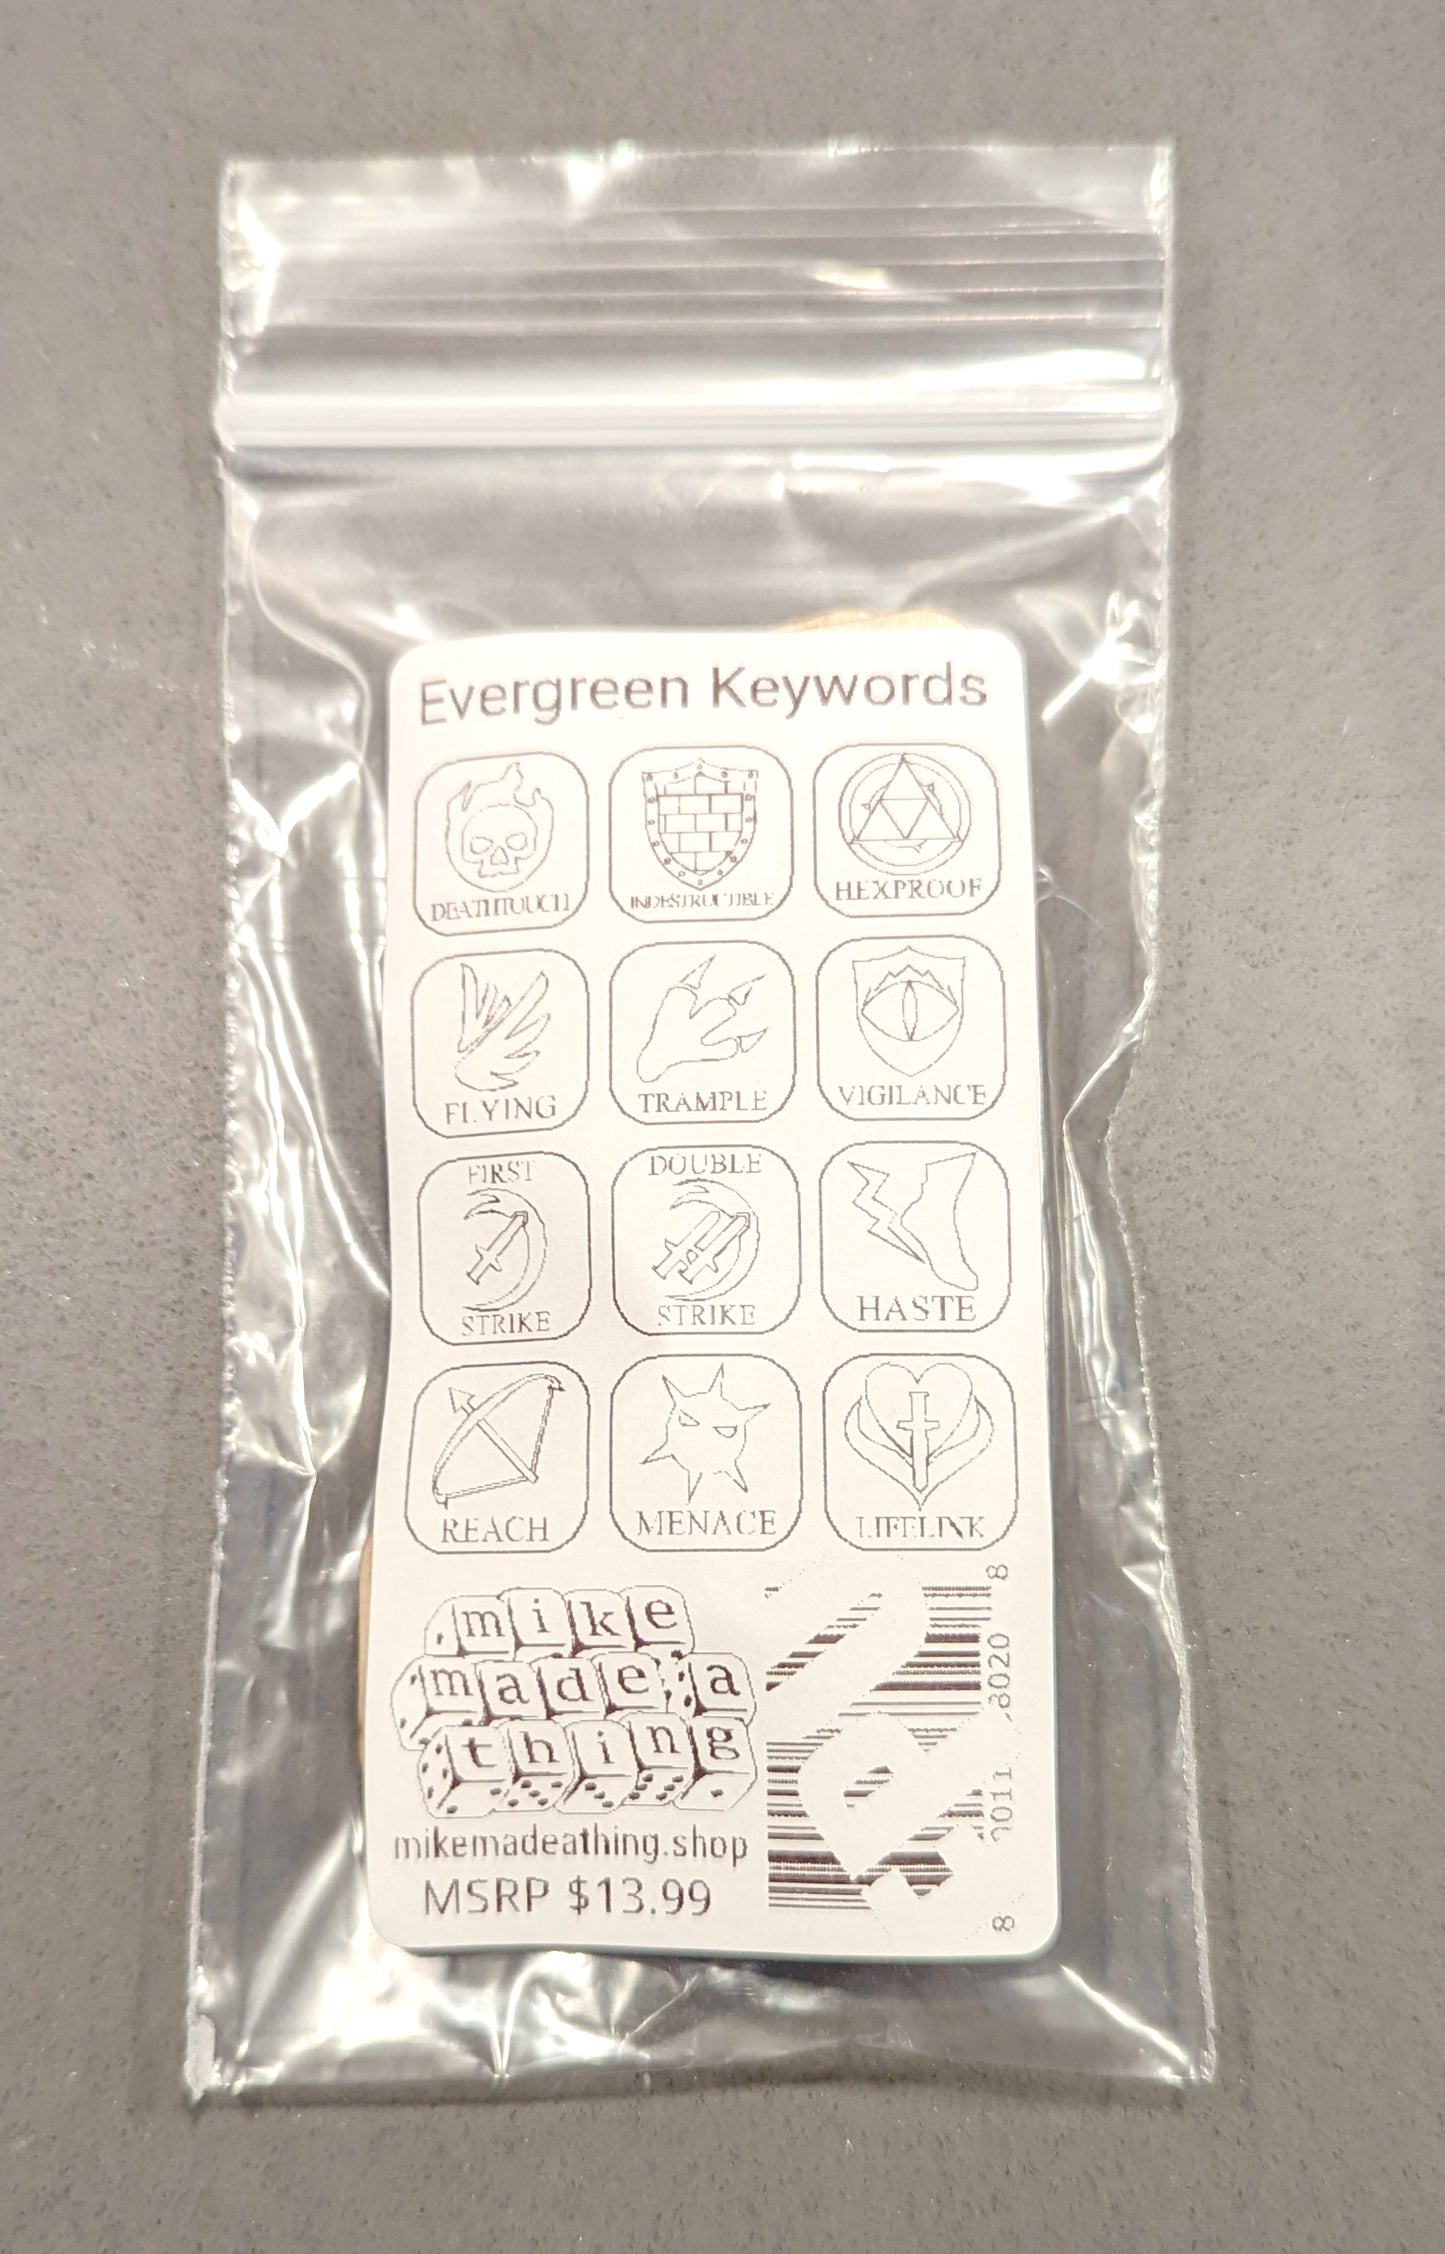 Evergreen Keywords
DEATHTOUCH
INDESTRUCTIBLE
HEXPROOF
FLYING
TRAMPLE
VIGILANCE
FIRST
STRIKE
DOUBLE
STRIKE
HASTE
REACH
MENACE
LIFELINK
mike
made a
thing
mikemadeathing.shop
MSRP $13.99
8